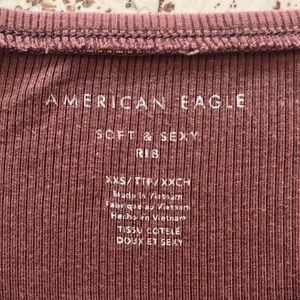 AMERICAN EAGLE
SOFT & SEXY
RIB
XXS/TTP/XXCH
Made in Vietnam
Fabriqué au Vietnam
Hecho en Vietnam
TISSU CÔTELÉ
DOUX ET SEXY